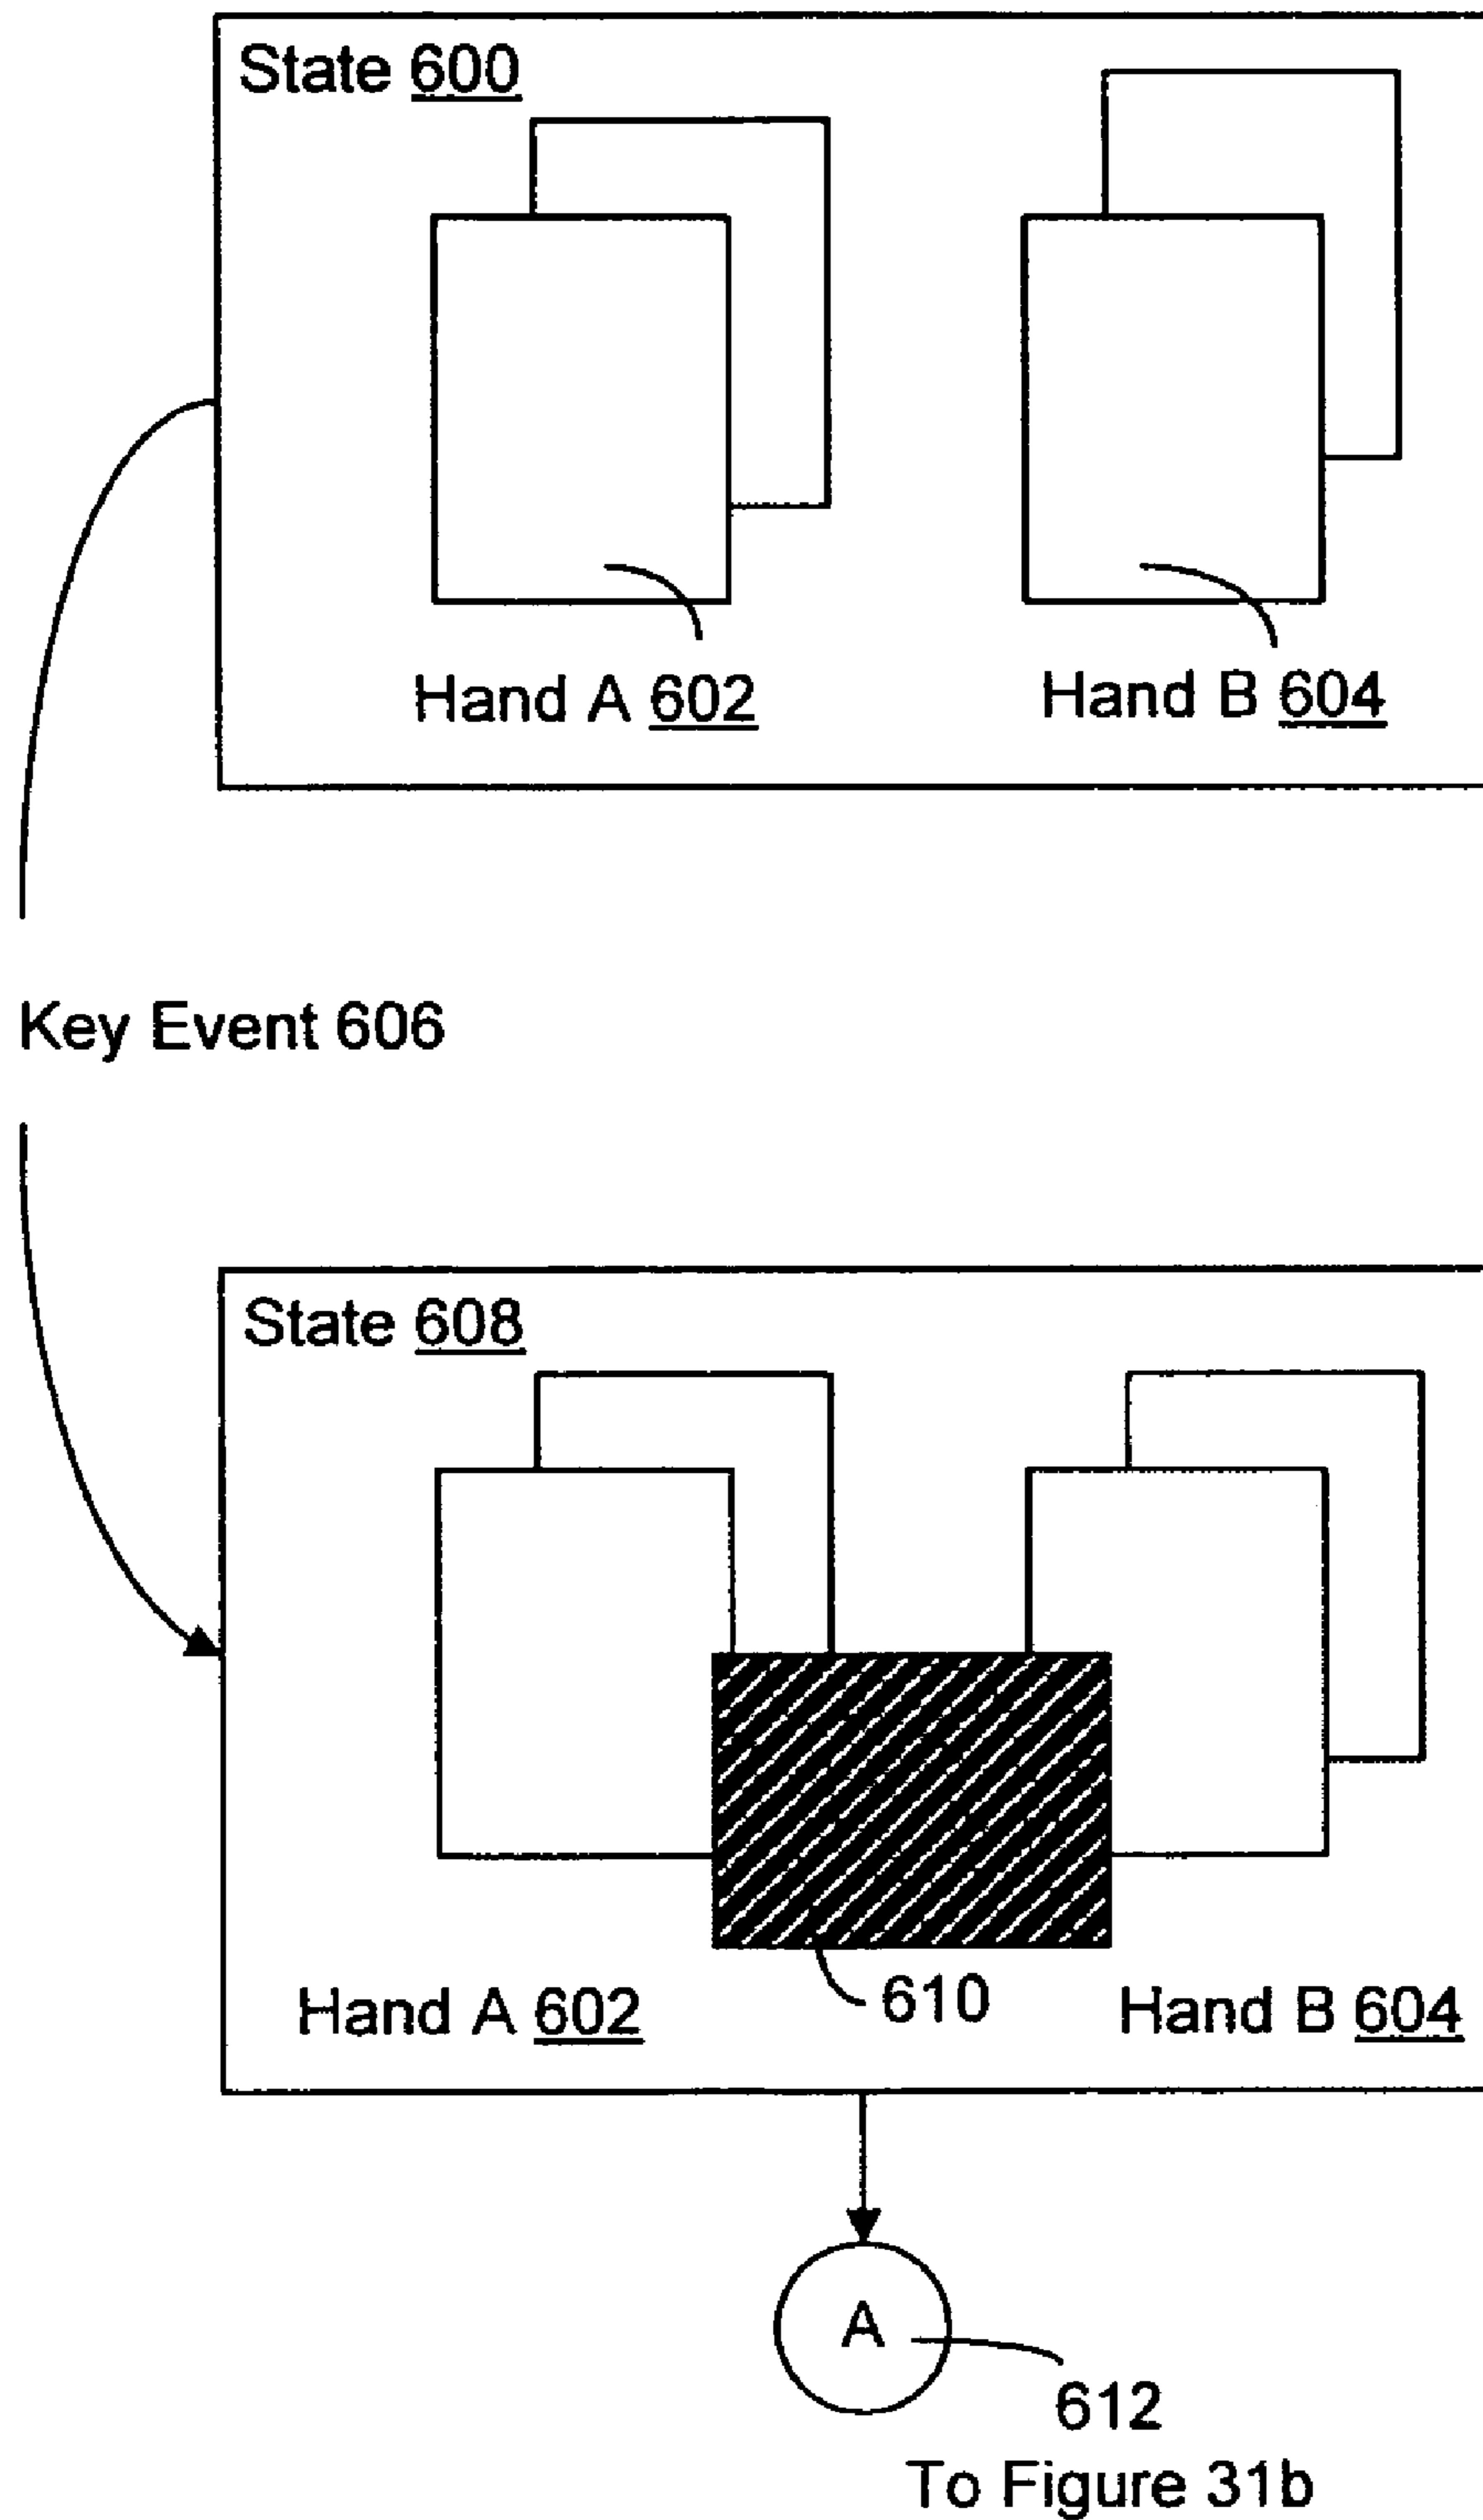 State 600
Hand A 602
Hand B 604
Key Event 606
State 608
Hand A 602
610
Hand B 604
A
612
To Figure 31b